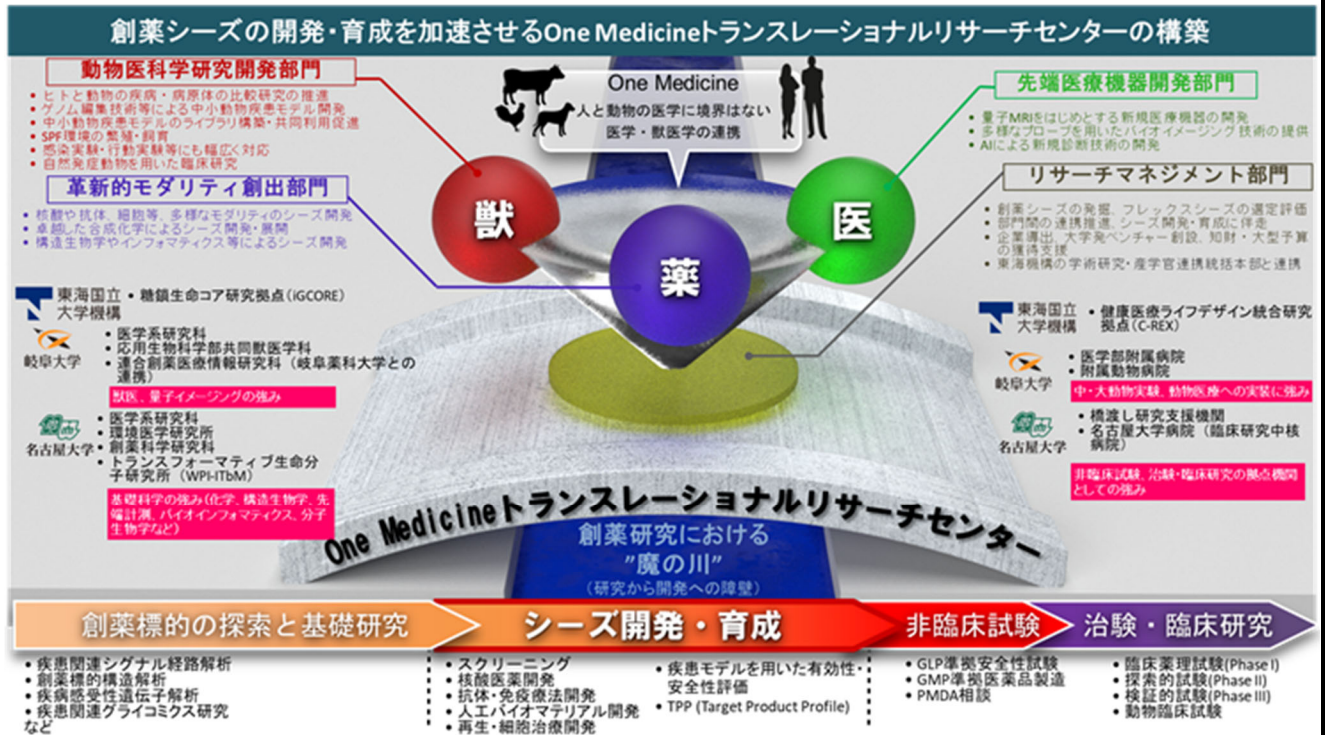 創薬シーズの開発・育成を加速させるOne Medicineトランスレーショナルリサーチセンターの構築
動物医科学研究開発部門
• ヒトと動物の疾病・病原体の比較研究の推進
• ゲノム編集技術等による中小動物疾患モデル開発
• 中小動物疾患モデルのライブラリ構築・共同利用促進
• SPF環境の繁殖・飼育
• 感染実験・行動実験等にも幅広く対応
• 自然発症動物を用いた臨床研究
革新的モダリティ創出部門
• 核酸や抗体、細胞等、多様なモダリティのシーズ開発
• 卓越した合成化学によるシーズ開発・展開
• 構造生物学やインフォマティクス等によるシーズ開発
One Medicine
人と動物の医学に境界はない
医学・獣医学の連携
獣
薬
医
先端医療機器開発部門
• 量子MRIをはじめとする新規医療機器の開発
• 多様なプローブを用いたバイオイメージング技術の提供
• AIによる新規診断技術の開発
リサーチマネジメント部門
• 創薬シーズの発掘、フレックスシーズの選定評価
• 部門間の連携推進、シーズ開発・育成に伴走
• 企業導出、大学発ベンチャー創設、知財・大型予算
の獲得支援
• 東海機構の学術研究・産学官連携統括本部と連携
東海国立
大学機構
• 糖鎖生命コア研究拠点（iGCORE）
岐阜大学
• 医学系研究科
• 応用生物科学部共同獣医学科
• 連合創薬医療情報研究科（岐阜薬科大学との
連携）
獣医、量子イメージングの強み
名古屋大学
• 医学系研究科
• 環境医学研究所
• 創薬科学研究科
• トランスフォーマティブ生命分
子研究所（WPI-ITbM）
基礎科学の強み（化学、構造生物学、先
端計測、バイオインフォマティクス、分子
生物学など）
東海国立
大学機構
• 健康医療ライフデザイン統合研究
拠点（C-REX）
岐阜大学
• 医学部附属病院
• 附属動物病院
中・大動物実験、動物医療への実装に強み
名古屋大学
• 橋渡し研究支援機関
• 名古屋大学病院（臨床研究中核
病院）
非臨床試験、治験・臨床研究の拠点機関
としての強み
One Medicineトランスレーショナルリサーチセンター
創薬研究における
”魔の川”
（研究から開発への障壁）
創薬標的の探索と基礎研究
シーズ開発・育成
非臨床試験
治験・臨床研究
• 疾患関連シグナル経路解析
• 創薬標的構造解析
• 疾病感受性遺伝子解析
• 疾患関連グライコミクス研究
など
• スクリーニング
• 核酸医薬開発
• 抗体・免疫療法開発
• 人工バイオマテリアル開発
• 再生・細胞治療開発
• 疾患モデルを用いた有効性・
安全性評価
• TPP (Target Product Profile)
• GLP準拠安全性試験
• GMP準拠医薬品製造
• PMDA相談
• 臨床薬理試験(Phase I)
• 探索的試験(Phase II)
• 検証的試験(Phase III)
• 動物臨床試験